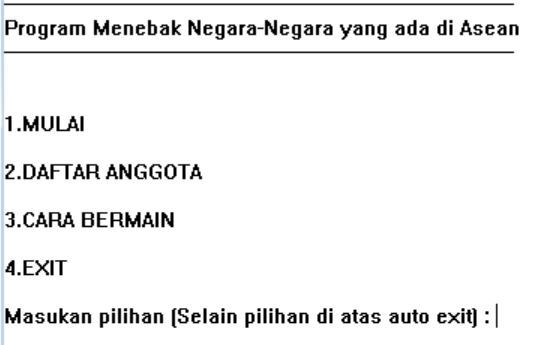 Program Menebak Negara-Negara yang ada di Asean
1.MULAI
2.DAFTAR ANGGOTA
3.CARA BERMAIN
4.EXIT
Masukan pilihan (Selain pilihan di atas auto exit) :